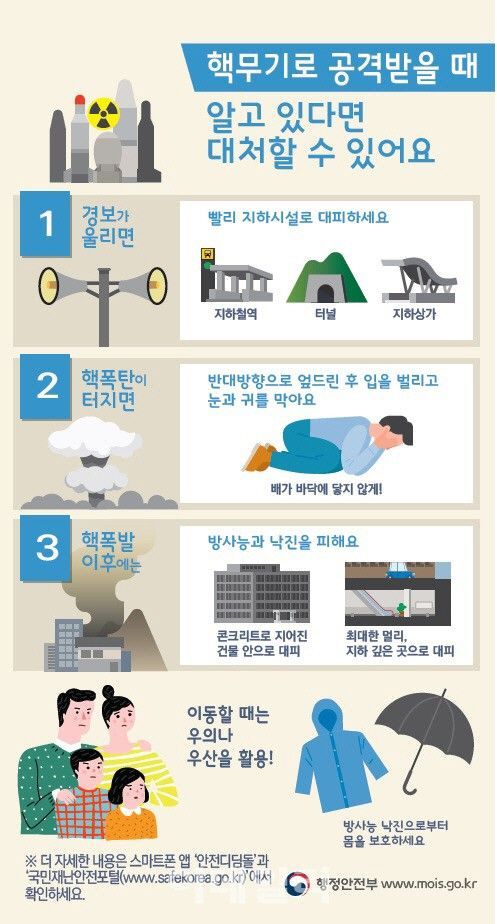 핵무기로 공격받을 때
알고 있다면
대처할 수 있어요
1
경보가
울리면
빨리 지하시설로 대피하세요
지하철역
터널
지하상가
2
핵폭탄이
터지면
반대방향으로 엎드린 후 입을 벌리고
눈과 귀를 막아요
배가 바닥에 닿지 않게!
3
핵폭발
이후에는
방사능과 낙진을 피해요
콘크리트로 지어진
건물 안으로 대피
최대한 멀리,
지하 깊은 곳으로 대피
이동할 때는
우의나
우산을 활용!
방사능 낙진으로부터
몸을 보호하세요
※ 더 자세한 내용은 스마트폰 앱 '안전디딤돌'과
'국민재난안전포털(www.safekorea.go.kr)'에서
확인하세요.
행정안전부 www.mois.go.kr